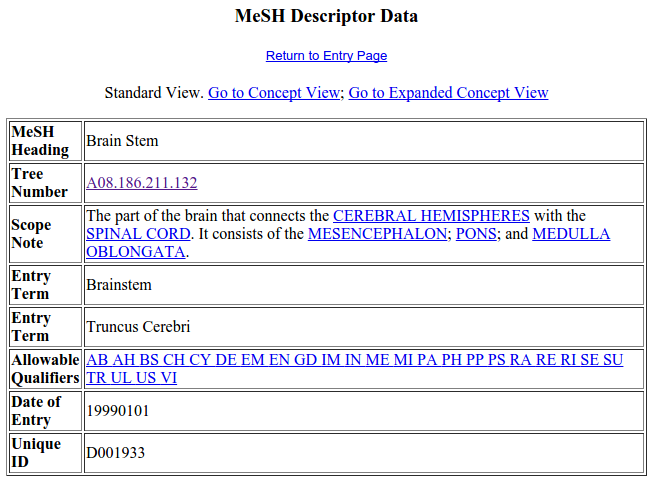 MeSH Descriptor Data
Return to Entry Page
Standard View. Go to Concept View; Go to Expanded Concept View
MeSH Heading
Brain Stem
Tree Number
A08.186.211.132
Scope Note
The part of the brain that connects the CEREBRAL HEMISPHERES with the
SPINAL CORD. It consists of the MESENCEPHALON; PONS; and MEDULLA
OBLONGATA.
Entry Term
Brainstem
Entry Term
Truncus Cerebri
Allowable Qualifiers
AB AH BS CH CY DE EM EN GD IM IN ME MI PA PH PP PS RA RE RI SE SU
TR UL US VI
Date of Entry
19990101
Unique ID
D001933